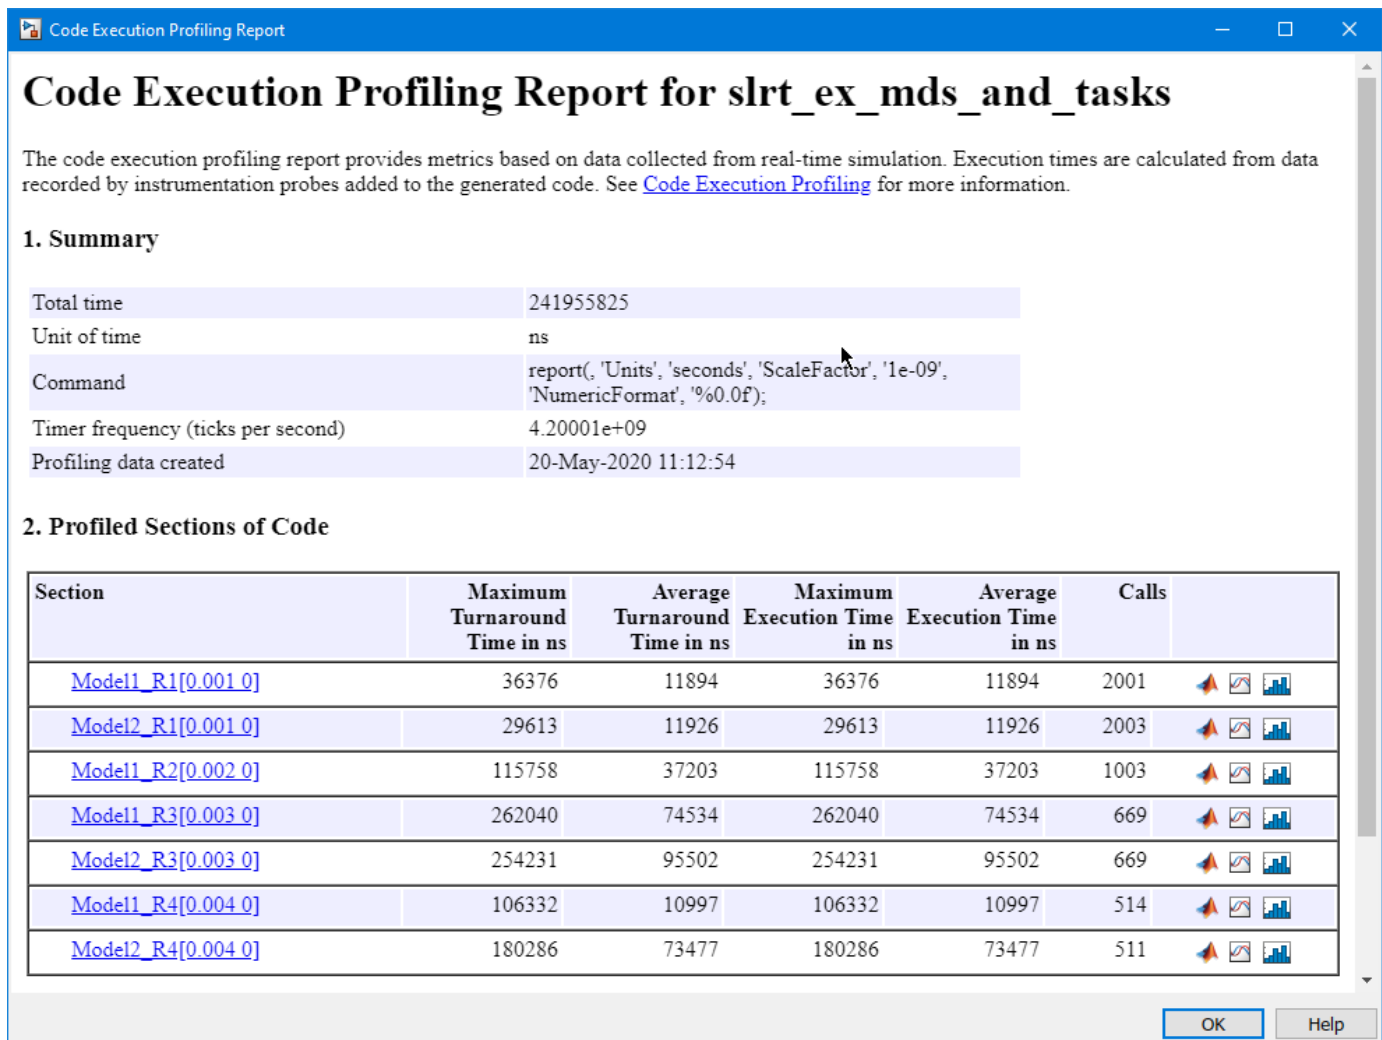 Code Execution Profiling Report
Code Execution Profiling Report for slrt_ex_mds_and_tasks
The code execution profiling report provides metrics based on data collected from real-time simulation. Execution times are calculated from data
recorded by instrumentation probes added to the generated code. See Code Execution Profiling for more information.
1. Summary
Total time 241955825
Unit of time ns
Command report(, 'Units', 'seconds', 'ScaleFactor', '1e-09',
'NumericFormat', '%0.0f');
Timer frequency (ticks per second) 4.20001e+09
Profiling data created 20-May-2020 11:12:54
2. Profiled Sections of Code
Section Maximum Average Maximum Average Calls
Turnaround Turnaround Execution Time Execution Time
Time in ns Time in ns in ns in ns
Model1_R1[0.001 0] 36376 11894 36376 11894 2001
Model2_R1[0.001 0] 29613 11926 29613 11926 2003
Model1_R2[0.002 0] 115758 37203 115758 37203 1003
Model1_R3[0.003 0] 262040 74534 262040 74534 669
Model2_R3[0.003 0] 254231 95502 254231 95502 669
Model1_R4[0.004 0] 106332 10997 106332 10997 514
Model2_R4[0.004 0] 180286 73477 180286 73477 511
OK Help